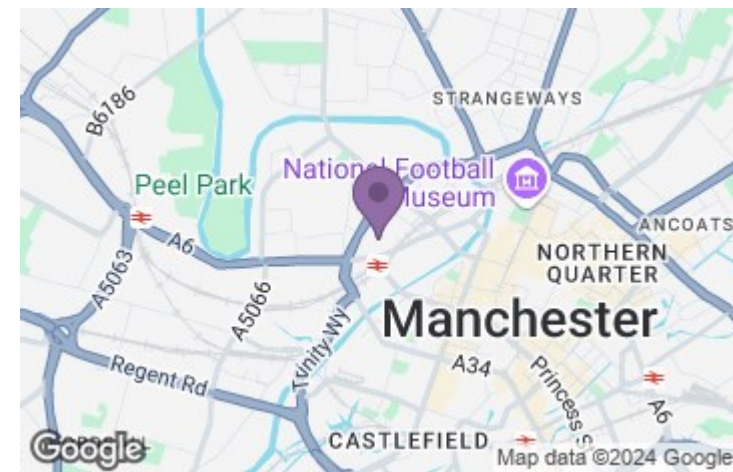 STRANGEWAYS
B6186
National Football
Museum
Peel Park
ANCOATS
A6
NORTHERN
QUARTER
A5063
A5066
Manchester
Trinity Wy
A34
Regent Rd
Princess S
A6
CASTLEFIELD
Google
Map data ©2024 Google